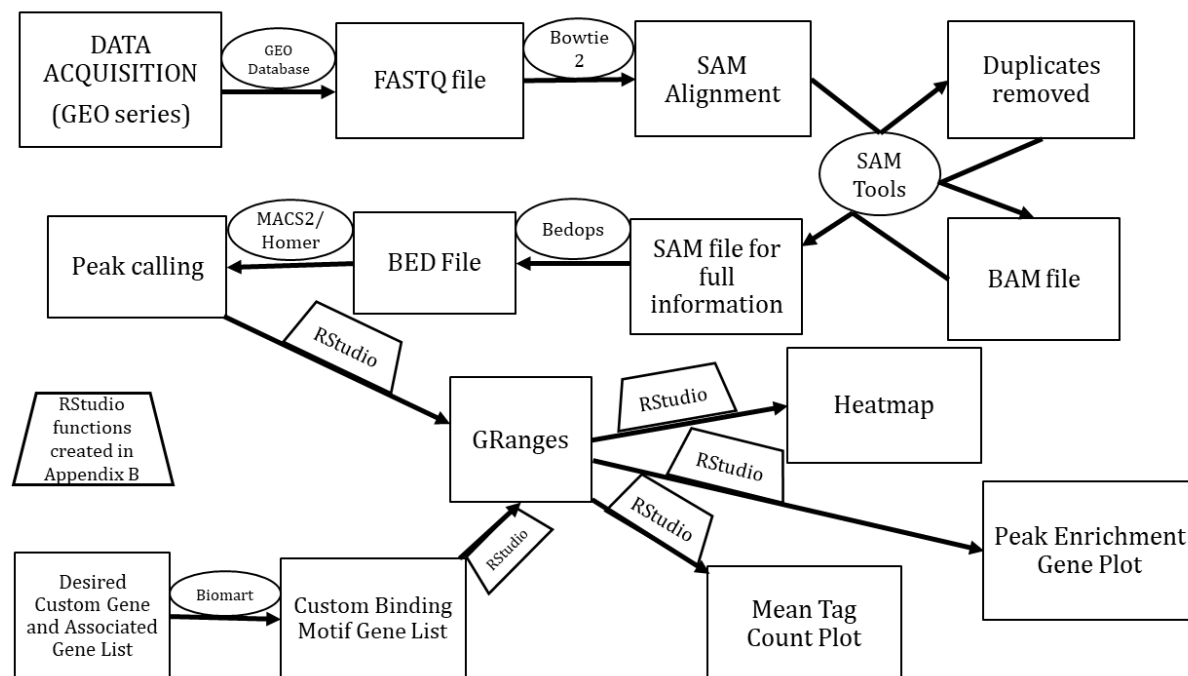 DATA
ACQUISITION
(GEO series)
GEO
Database
FASTQ file
Bowtie
2
SAM
Alignment
Duplicates
removed
SAM
Tools
Peak calling
MACS2/
Homer
BED File
Bedops
SAM file for
full
information
BAM file
RStudio
RStudio
functions
created in
Appendix B
GRanges
RStudio
Heatmap
RStudio
RStudio
RStudio
Peak Enrichment
Gene Plot
Desired
Custom Gene
and Associated
Gene List
Biomart
Custom Binding
Motif Gene List
Mean Tag
Count Plot